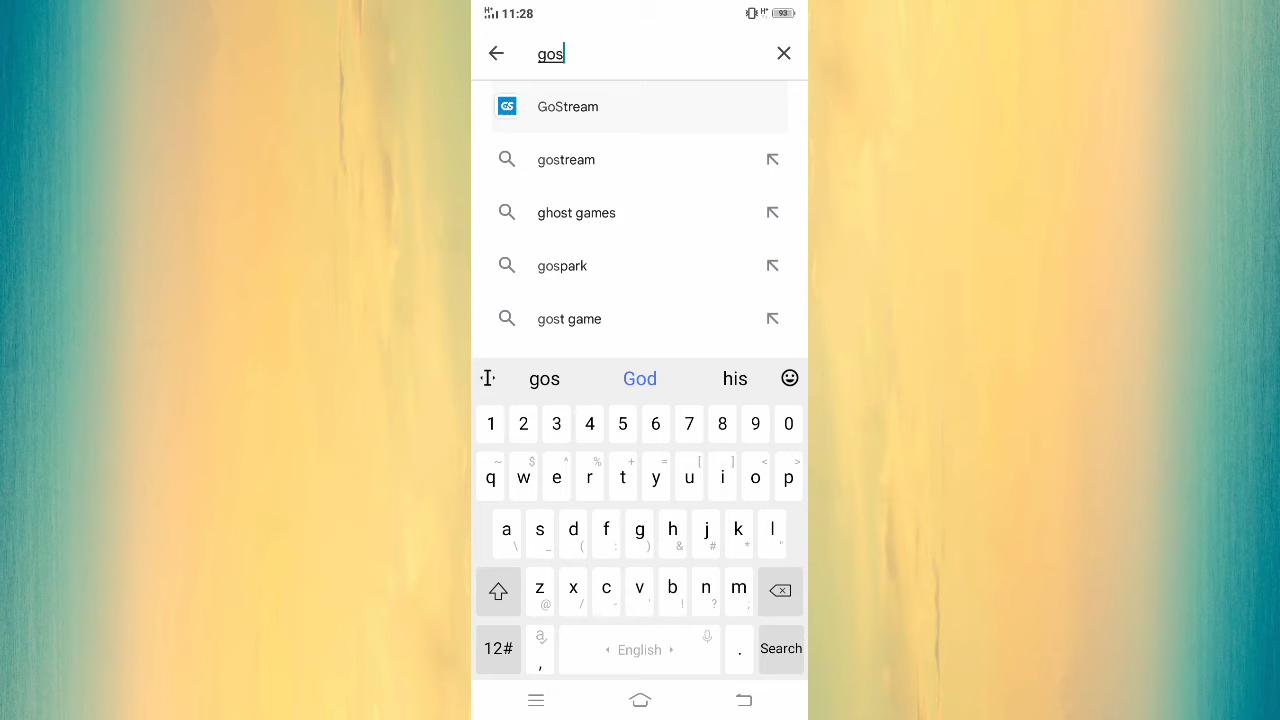 H+ 11:28 H+ 93
gos
GS GoStream
gostream
ghost games
gospark
gost game
gos God his
1 2 3 4 5 6 7 8 9 0
~ $ ^ % + = [ ] < >
q w e r t y u i o p
a s d f g h j k l
\ _ ( : ) & # * "
z x c v b n m
@ / - ' ! ? ;
12# a , English . Search